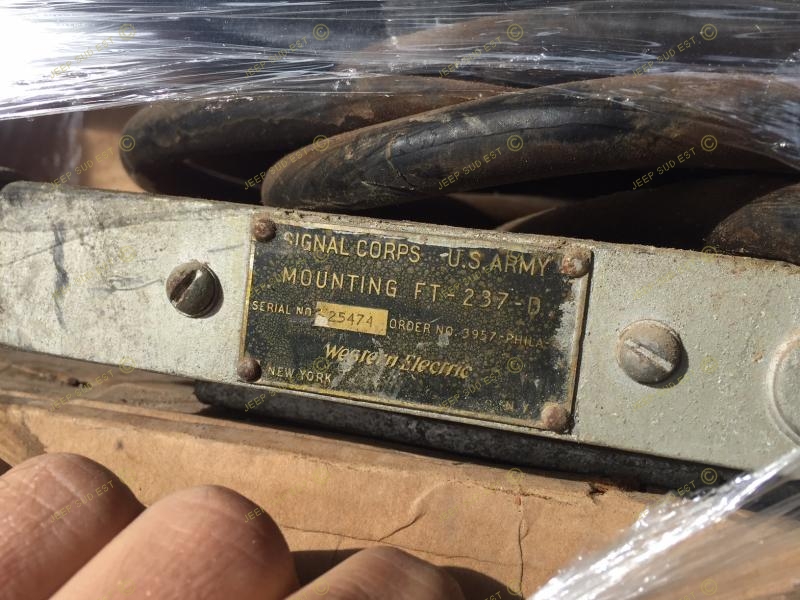 SIGNAL CORPS U.S. ARMY
MOUNTING FT-237-D
SERIAL NO. 25474 ORDER NO. 3957-PHILA-
Western Electric
NEW YORK N.Y.
© JEEP SUD EST